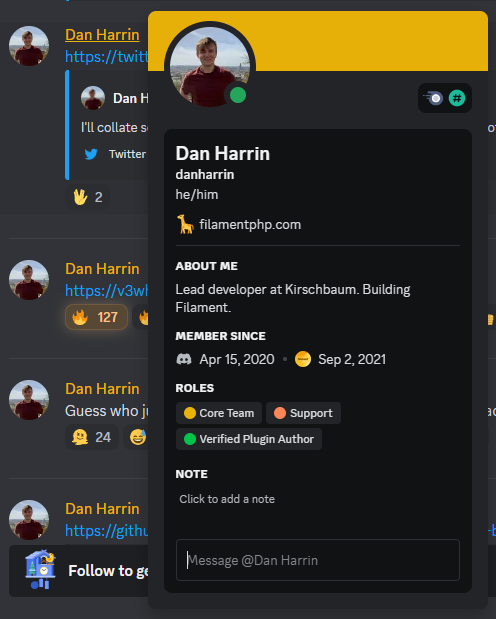 Dan Harrin
https://twitt
Dan H
I'll collate s
Twitter
2
Dan Harrin
https://v3wh
127
Dan Harrin
Guess who ju
24
Dan Harrin
https://githu
Follow to ge
Dan Harrin
danharrin
he/him
filamentphp.com
ABOUT ME
Lead developer at Kirschbaum. Building
Filament.
MEMBER SINCE
Apr 15, 2020 • Sep 2, 2021
ROLES
Core Team Support
Verified Plugin Author
NOTE
Click to add a note
Message @Dan Harrin